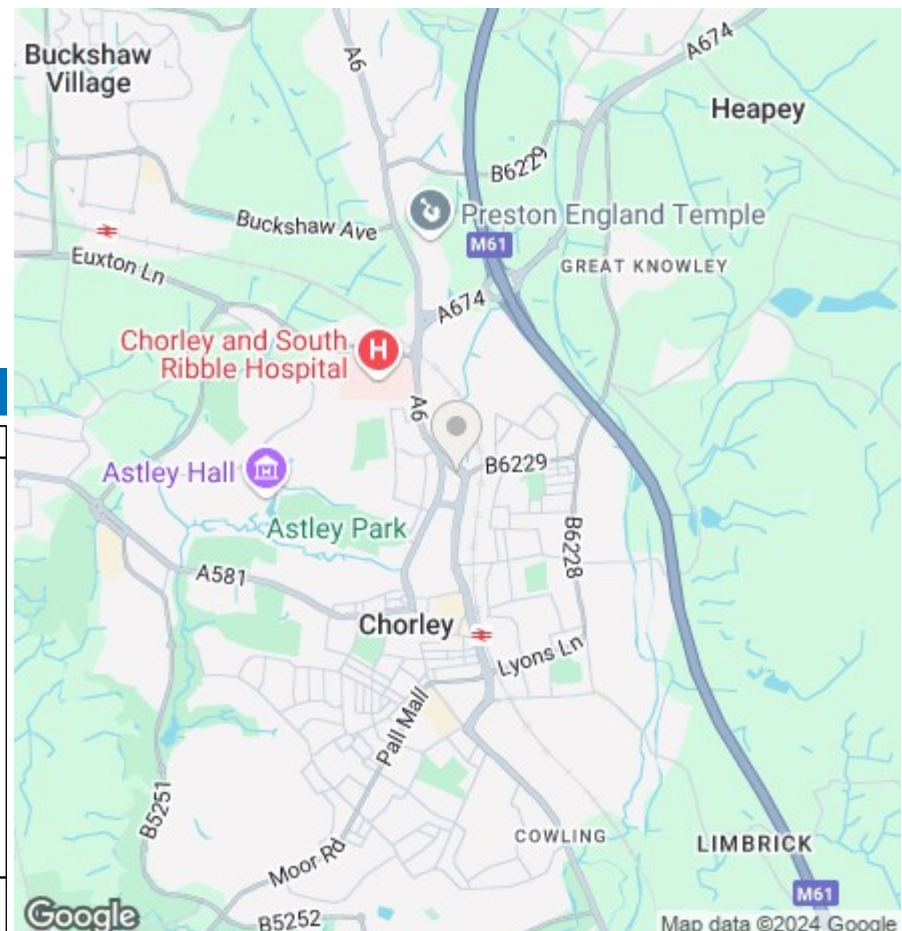 Buckshaw
Village
A6
A674
Heapey
B6229
Preston England Temple
Buckshaw Ave
M61
Euxton Ln
GREAT KNOWLEY
A674
Chorley and South
Ribble Hospital
H
A6
Astley Hall
B6229
Astley Park
B6228
A581
Chorley
Lyons Ln
Pall Mall
B5251
COWLING
LIMBRICK
Moor Rd
M61
Google
B5252
Map data ©2024 Google